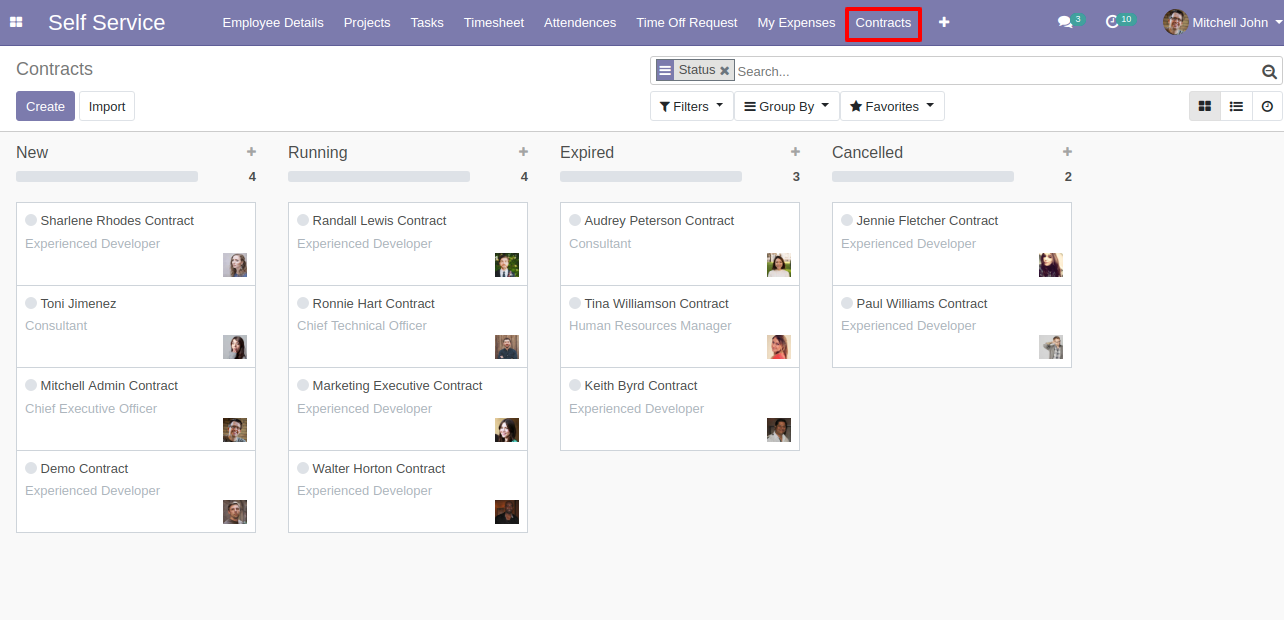 Self Service Employee Details Projects Tasks Timesheet Attendences Time Off Request My Expenses Contracts 3 10 Mitchell John
Contracts
Status Search...
Create Import
Filters Group By Favorites
New 4
Sharlene Rhodes Contract
Experienced Developer
Toni Jimenez
Consultant
Mitchell Admin Contract
Chief Executive Officer
Demo Contract
Experienced Developer
Running 4
Randall Lewis Contract
Experienced Developer
Ronnie Hart Contract
Chief Technical Officer
Marketing Executive Contract
Experienced Developer
Walter Horton Contract
Experienced Developer
Expired 3
Audrey Peterson Contract
Consultant
Tina Williamson Contract
Human Resources Manager
Keith Byrd Contract
Experienced Developer
Cancelled 2
Jennie Fletcher Contract
Experienced Developer
Paul Williams Contract
Experienced Developer